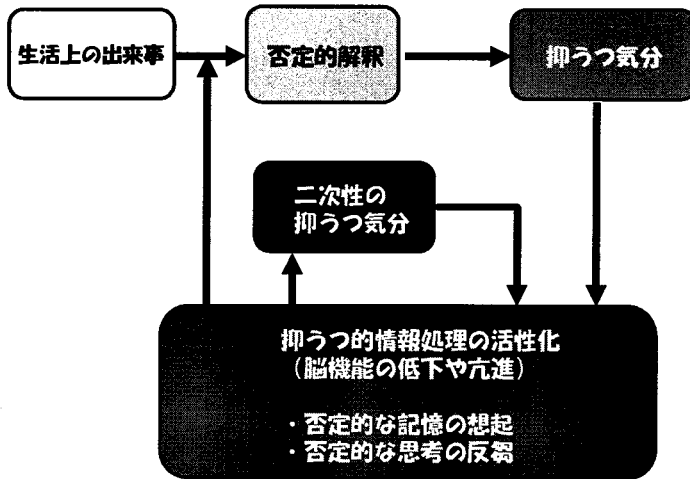 生活上の出来事
否定的解釈
抑うつ気分
二次性の
抑うつ気分
抑うつ的情報処理の活性化
（脳機能の低下や亢進）
・否定的な記憶の想起
・否定的な思考の反芻